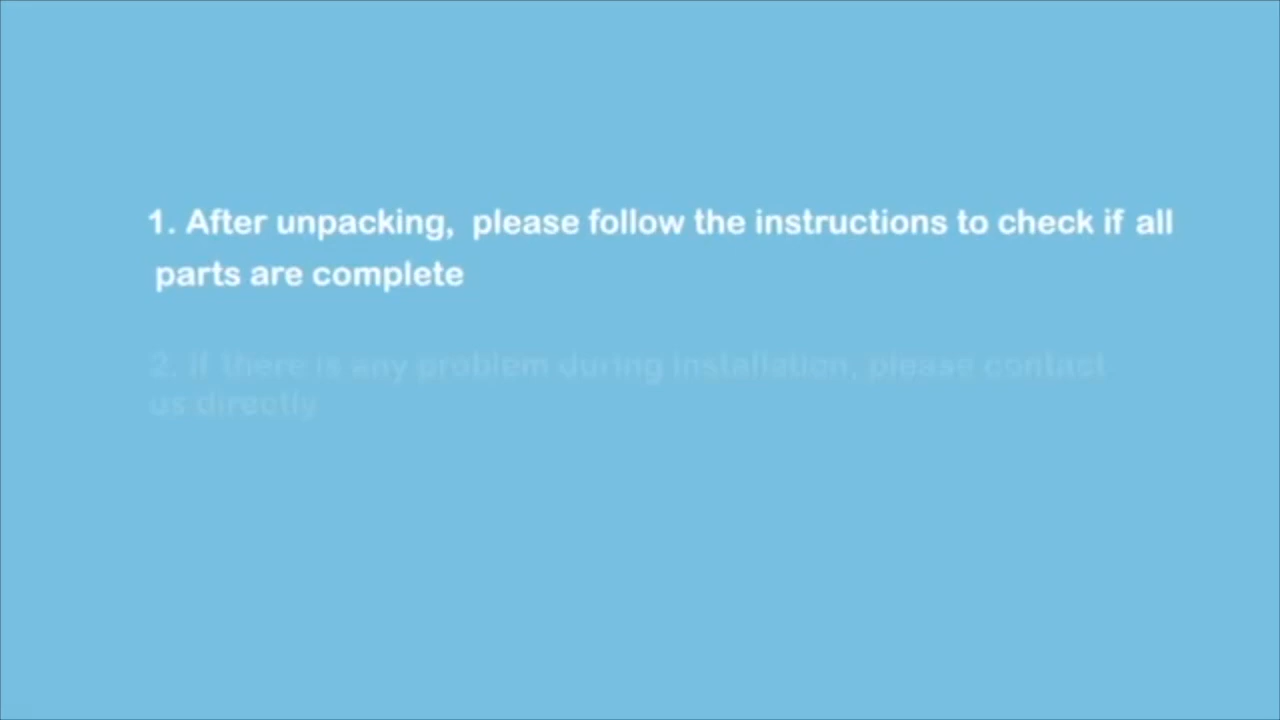 1. After unpacking, please follow the instructions to check if all
parts are complete
2. If there is any problem during installation, please contact
us directly